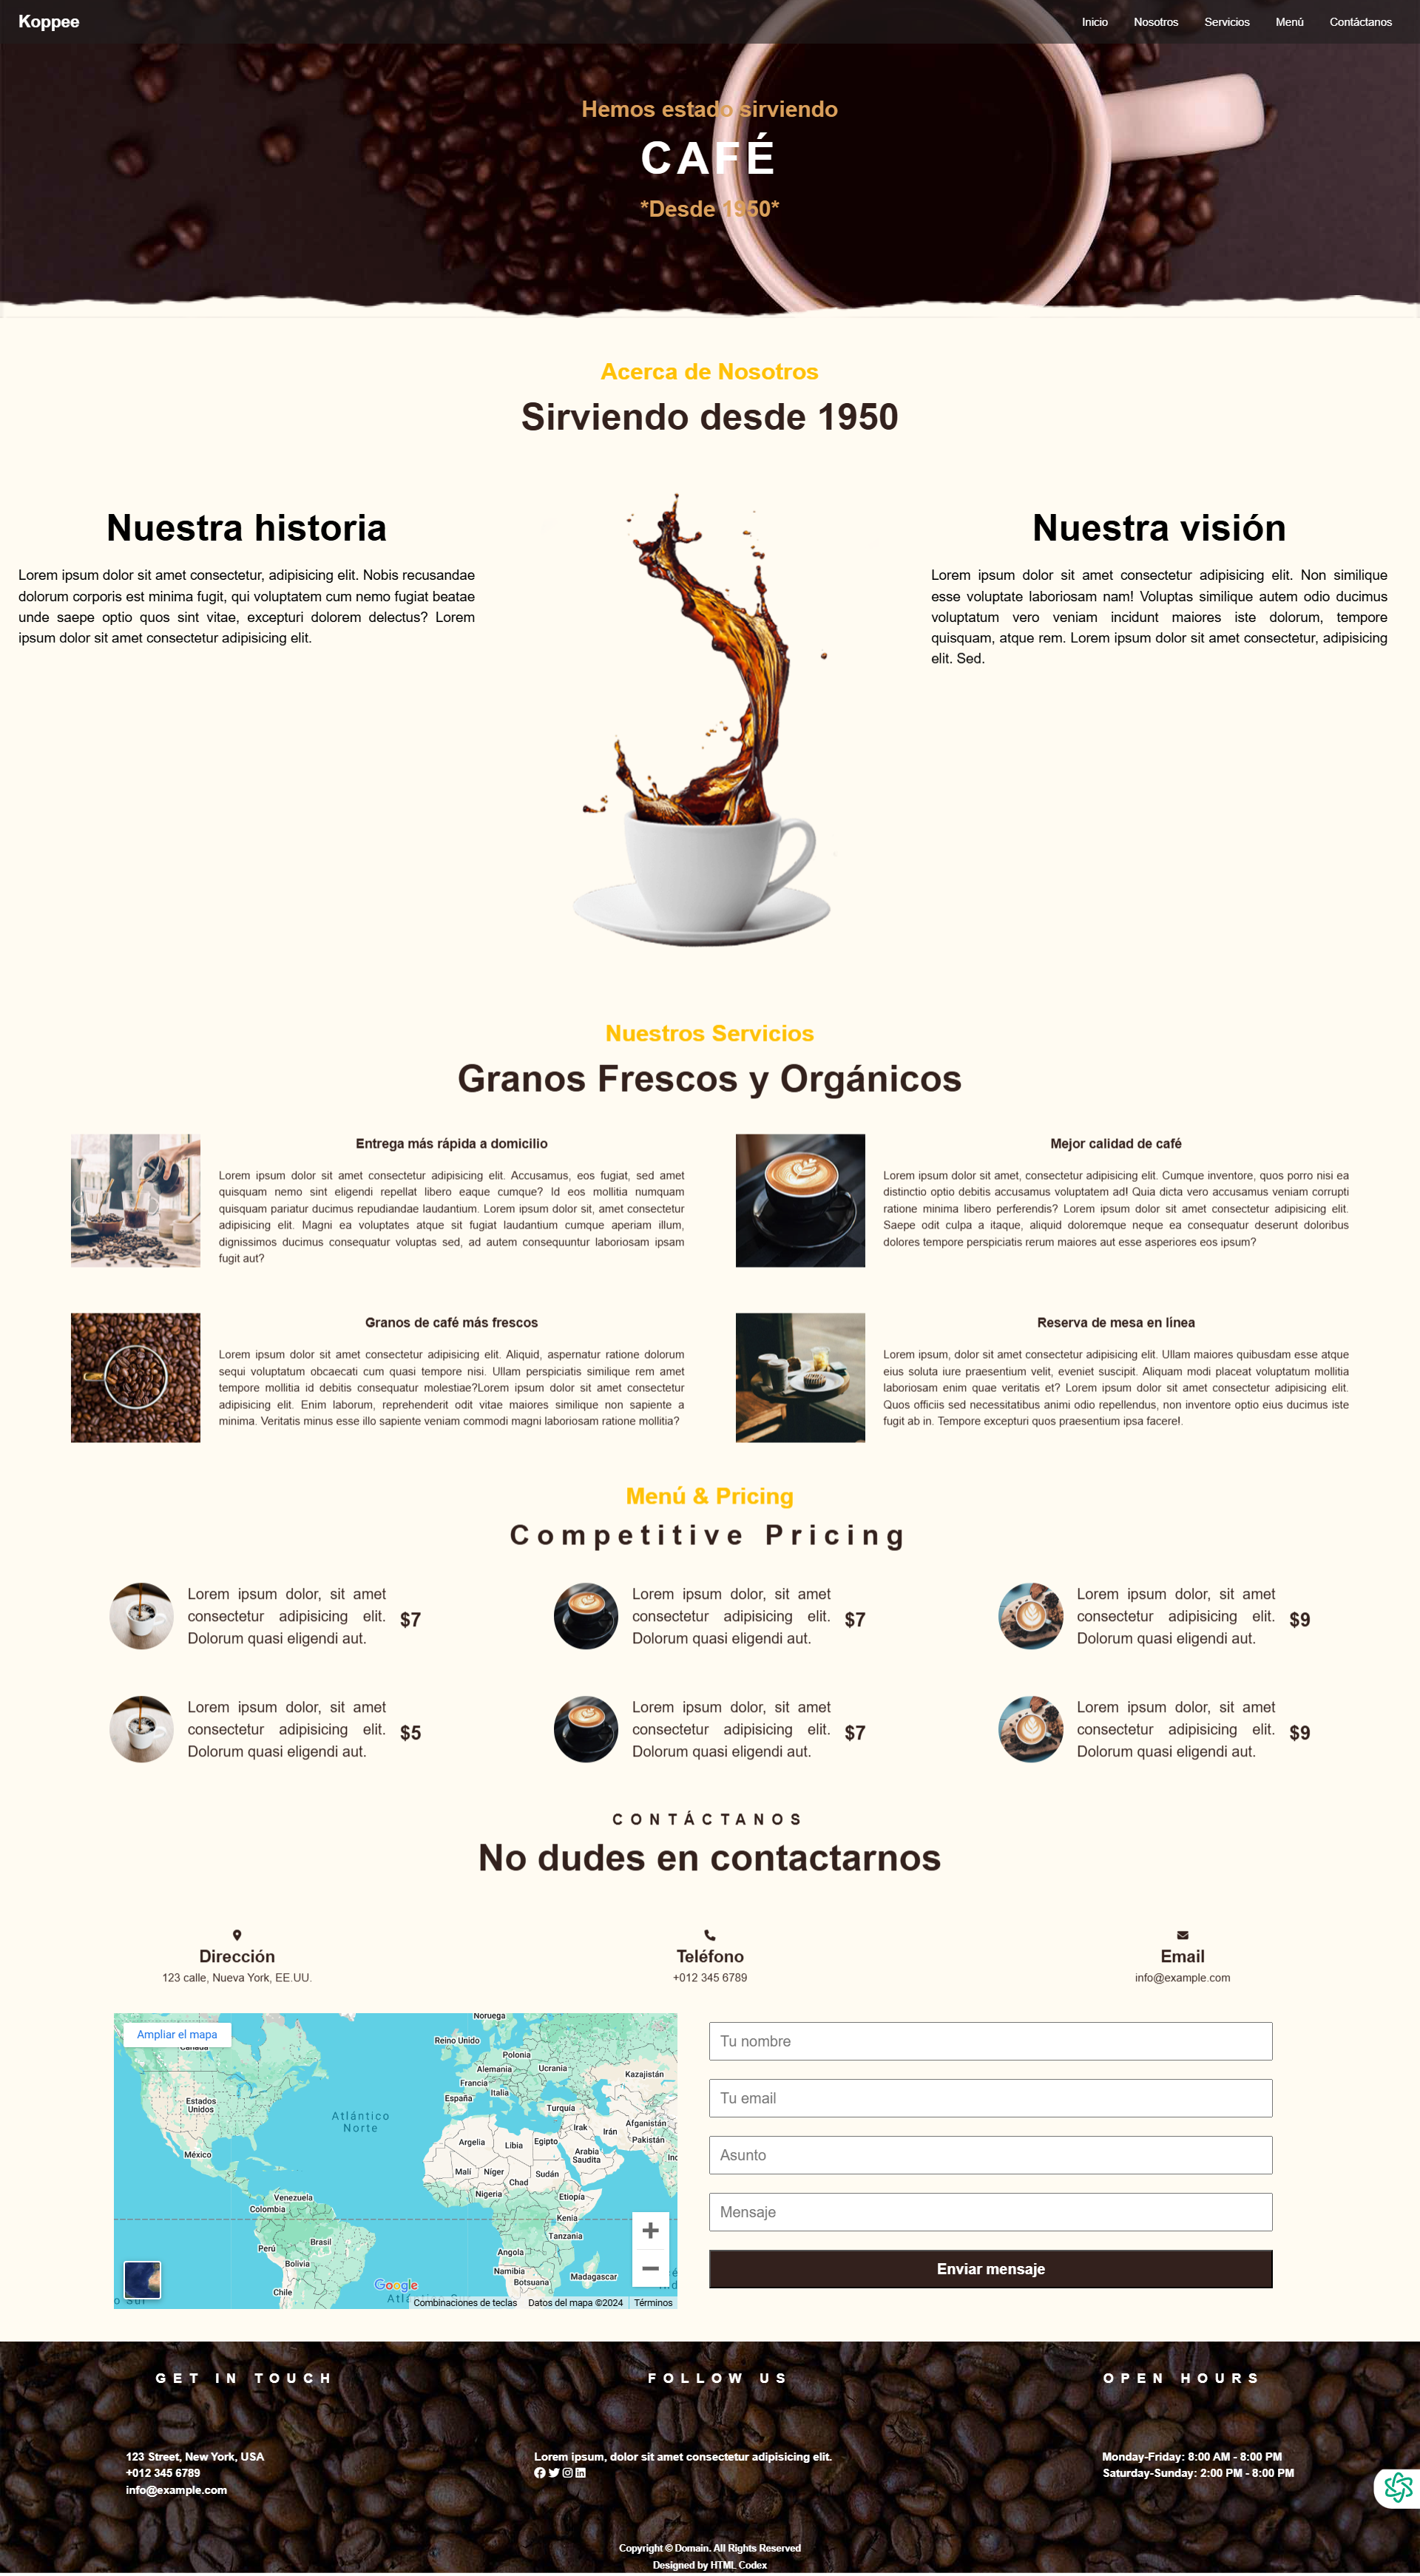 Koppee
Inicio Nosotros Servicios Menú Contáctanos
Hemos estado sirviendo
CAFÉ
*Desde 1950*
Acerca de Nosotros
Sirviendo desde 1950
Nuestra historia
Lorem ipsum dolor sit amet consectetur, adipisicing elit. Nobis recusandae
dolorum corporis est minima fugit, qui voluptatem cum nemo fugiat beatae
unde saepe optio quos sint vitae, excepturi dolorem delectus? Lorem
ipsum dolor sit amet consectetur adipisicing elit.
Nuestra visión
Lorem ipsum dolor sit amet consectetur adipisicing elit. Non similique
esse voluptate laboriosam nam! Voluptas similique autem odio ducimus
voluptatum vero veniam incidunt maiores iste dolorum, tempore
quisquam, atque rem. Lorem ipsum dolor sit amet consectetur, adipisicing
elit. Sed.
Nuestros Servicios
Granos Frescos y Orgánicos
Entrega más rápida a domicilio
Lorem ipsum dolor sit amet consectetur adipisicing elit. Accusamus, eos fugiat, sed amet
quisquam nemo sint eligendi repellat libero eaque cumque? Id eos mollitia numquam
quisquam pariatur ducimus repudiandae laudantium. Lorem ipsum dolor sit, amet consectetur
adipisicing elit. Magni ea voluptates atque sit fugiat laudantium cumque aperiam illum,
dignissimos ducimus consequatur voluptas sed, ad autem consequuntur laboriosam ipsam
fugit aut?
Mejor calidad de café
Lorem ipsum dolor sit amet, consectetur adipisicing elit. Cumque inventore, quos porro nisi ea
distinctio optio debitis accusamus voluptatem ad! Quia dicta vero accusamus veniam corrupti
ratione minima libero perferendis? Lorem ipsum dolor sit amet consectetur adipisicing elit.
Saepe odit culpa a itaque, aliquid doloremque neque ea consequatur deserunt doloribus
dolores tempore perspiciatis rerum maiores aut esse asperiores eos ipsum?
Granos de café más frescos
Lorem ipsum dolor sit amet consectetur adipisicing elit. Aliquid, aspernatur ratione dolorum
sequi voluptatum obcaecati cum quasi tempore nisi. Ullam perspiciatis similique rem amet
tempore mollitia id debitis consequatur molestiae?Lorem ipsum dolor sit amet consectetur
adipisicing elit. Enim laborum, reprehenderit odit vitae maiores similique non sapiente a
minima. Veritatis minus esse illo sapiente veniam commodi magni laboriosam ratione mollitia?
Reserva de mesa en línea
Lorem ipsum, dolor sit amet consectetur adipisicing elit. Ullam maiores quibusdam esse atque
eius soluta iure praesentium velit, eveniet suscipit. Aliquam modi placeat voluptatum mollitia
laboriosam enim quae veritatis et? Lorem ipsum dolor sit amet consectetur adipisicing elit.
Quos officiis sed necessitatibus animi odio repellendus, non inventore optio eius ducimus iste
fugit ab in. Tempore excepturi quos praesentium ipsa facere!.
Menú & Pricing
Competitive Pricing
Lorem ipsum dolor, sit amet
consectetur adipisicing elit.
Dolorum quasi eligendi aut.
$7
Lorem ipsum dolor, sit amet
consectetur adipisicing elit.
Dolorum quasi eligendi aut.
$7
Lorem ipsum dolor, sit amet
consectetur adipisicing elit.
Dolorum quasi eligendi aut.
$9
Lorem ipsum dolor, sit amet
consectetur adipisicing elit.
Dolorum quasi eligendi aut.
$5
Lorem ipsum dolor, sit amet
consectetur adipisicing elit.
Dolorum quasi eligendi aut.
$7
Lorem ipsum dolor, sit amet
consectetur adipisicing elit.
Dolorum quasi eligendi aut.
$9
CONTÁCTANOS
No dudes en contactarnos
Dirección
123 calle, Nueva York, EE.UU.
Teléfono
+012 345 6789
Email
info@example.com
Ampliar el mapa
Canadá
Noruega
Reino Unido
Polonia
Alemania
Ucrania
Kazajistán
Francia
Italia
España
Turquía
Estados
Unidos
Atlántico
Norte
Afganistán
Irak
Irán
Pakistán
Argelia
Libia
Egipto
Arabia
Saudita
México
Malí
Níger
Sudán
Chad
Nigeria
Etiopía
Venezuela
Colombia
Kenia
Tanzania
Perú
Brasil
Angola
Bolivia
Namibia
Botsuana
Madagascar
Chile
Google
Combinaciones de teclas Datos del mapa ©2024 Términos
Tu nombre
Tu email
Asunto
Mensaje
Enviar mensaje
GET IN TOUCH
123 Street, New York, USA
+012 345 6789
info@example.com
FOLLOW US
Lorem ipsum, dolor sit amet consectetur adipisicing elit.
OPEN HOURS
Monday-Friday: 8:00 AM - 8:00 PM
Saturday-Sunday: 2:00 PM - 8:00 PM
Copyright © Domain. All Rights Reserved
Designed by HTML Codex